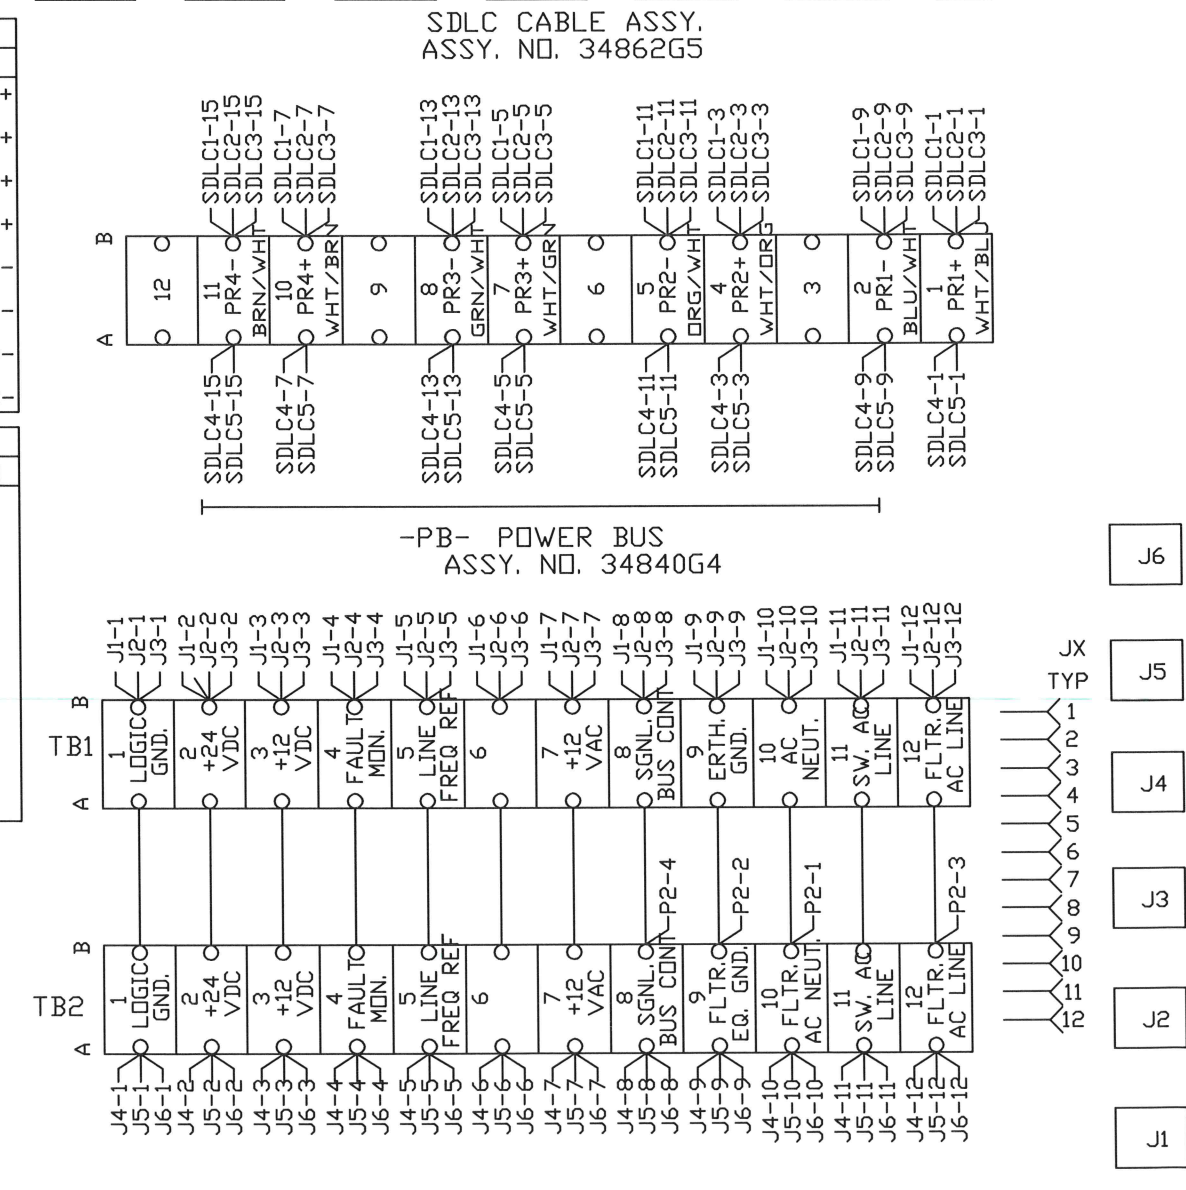 SDLC CABLE ASSY.
ASSY. NO. 34862G5
SDLC1-15
SDLC2-15
SDLC3-15
SDLC1-7
SDLC2-7
SDLC3-7
SDLC1-13
SDLC2-13
SDLC3-13
SDLC1-5
SDLC2-5
SDLC3-5
SDLC1-11
SDLC2-11
SDLC3-11
SDLC1-3
SDLC2-3
SDLC3-3
SDLC1-9
SDLC2-9
SDLC3-9
SDLC1-1
SDLC2-1
SDLC3-1
B
A
12
11
PR4-
BRN/WHT
10
PR4+
WHT/BRN
9
8
PR3-
GRN/WHT
7
PR3+
WHT/GRN
6
5
PR2-
ORG/WHT
4
PR2+
WHT/ORG
3
2
PR1-
BLU/WHT
1
PR1+
WHT/BLU
SDLC4-15
SDLC5-15
SDLC4-7
SDLC5-7
SDLC4-13
SDLC5-13
SDLC4-5
SDLC5-5
SDLC4-11
SDLC5-11
SDLC4-3
SDLC5-3
SDLC4-9
SDLC5-9
SDLC4-1
SDLC5-1
-PB- POWER BUS
ASSY. NO. 34840G4
J1-1
J2-1
J3-1
J1-2
J2-2
J3-2
J1-3
J2-3
J3-3
J1-4
J2-4
J3-4
J1-5
J2-5
J3-5
J1-6
J2-6
J3-6
J1-7
J2-7
J3-7
J1-8
J2-8
J3-8
J1-9
J2-9
J3-9
J1-10
J2-10
J3-10
J1-11
J2-11
J3-11
J1-12
J2-12
J3-12
B
TB1
A
1
LOGIC
GND.
2
+24
VDC
3
+12
VDC
4
FAULT
MON.
5
LINE
FREQ REF
6
7
+12
VAC
8
SGNL.
BUS CONT
9
ERTH.
GND.
10
AC
NEUT.
11
SW. AC
LINE
12
FLTR.
AC LINE
P2-4
P2-2
P2-1
P2-3
B
TB2
A
1
LOGIC
GND.
2
+24
VDC
3
+12
VDC
4
FAULT
MON.
5
LINE
FREQ REF
6
7
+12
VAC
8
SGNL.
BUS CONT
9
FLTR.
EQ. GND.
10
FLTR.
AC NEUT.
11
SW. AC
LINE
12
FLTR.
AC LINE
J4-1
J5-1
J6-1
J4-2
J5-2
J6-2
J4-3
J5-3
J6-3
J4-4
J5-4
J6-4
J4-5
J5-5
J6-5
J4-6
J5-6
J6-6
J4-7
J5-7
J6-7
J4-8
J5-8
J6-8
J4-9
J5-9
J6-9
J4-10
J5-10
J6-10
J4-11
J5-11
J6-11
J4-12
J5-12
J6-12
JX
TYP
1
2
3
4
5
6
7
8
9
10
11
12
J6
J5
J4
J3
J2
J1
+
+
+
+
-
-
-
-